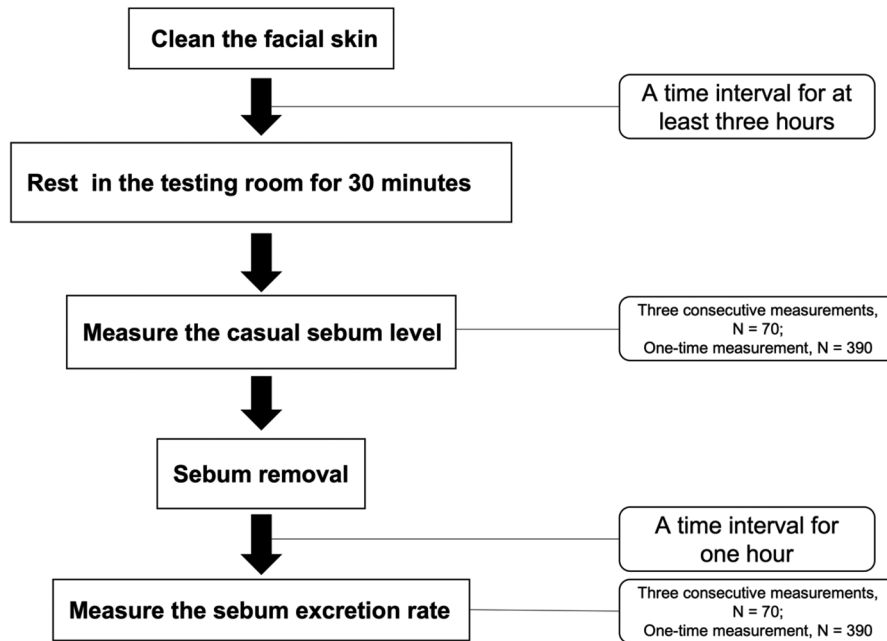 Clean the facial skin
A time interval for at
least three hours
Rest in the testing room for 30 minutes
Measure the casual sebum level
Three consecutive measurements,
N = 70;
One-time measurement, N = 390
Sebum removal
A time interval for
one hour
Measure the sebum excretion rate
Three consecutive measurements,
N = 70;
One-time measurement, N = 390